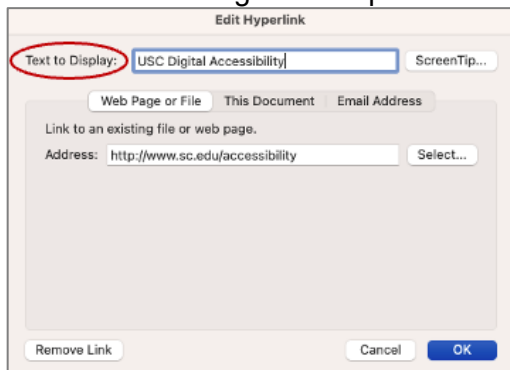 Edit Hyperlink
Text to Display: USC Digital Accessibility ScreenTip...
Web Page or File This Document Email Address
Link to an existing file or web page.
Address: http://www.sc.edu/accessibility Select...
Remove Link Cancel OK